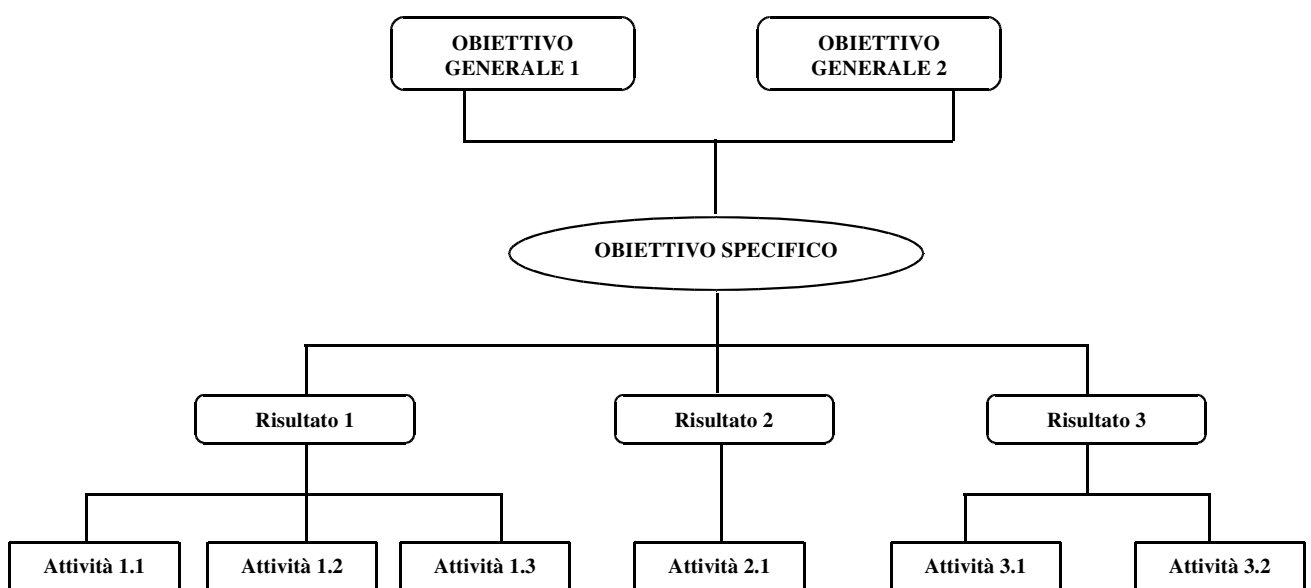 OBIETTIVO
GENERALE 1
OBIETTIVO
GENERALE 2
OBIETTIVO SPECIFICO
Risultato 1
Risultato 2
Risultato 3
Attività 1.1
Attività 1.2
Attività 1.3
Attività 2.1
Attività 3.1
Attività 3.2